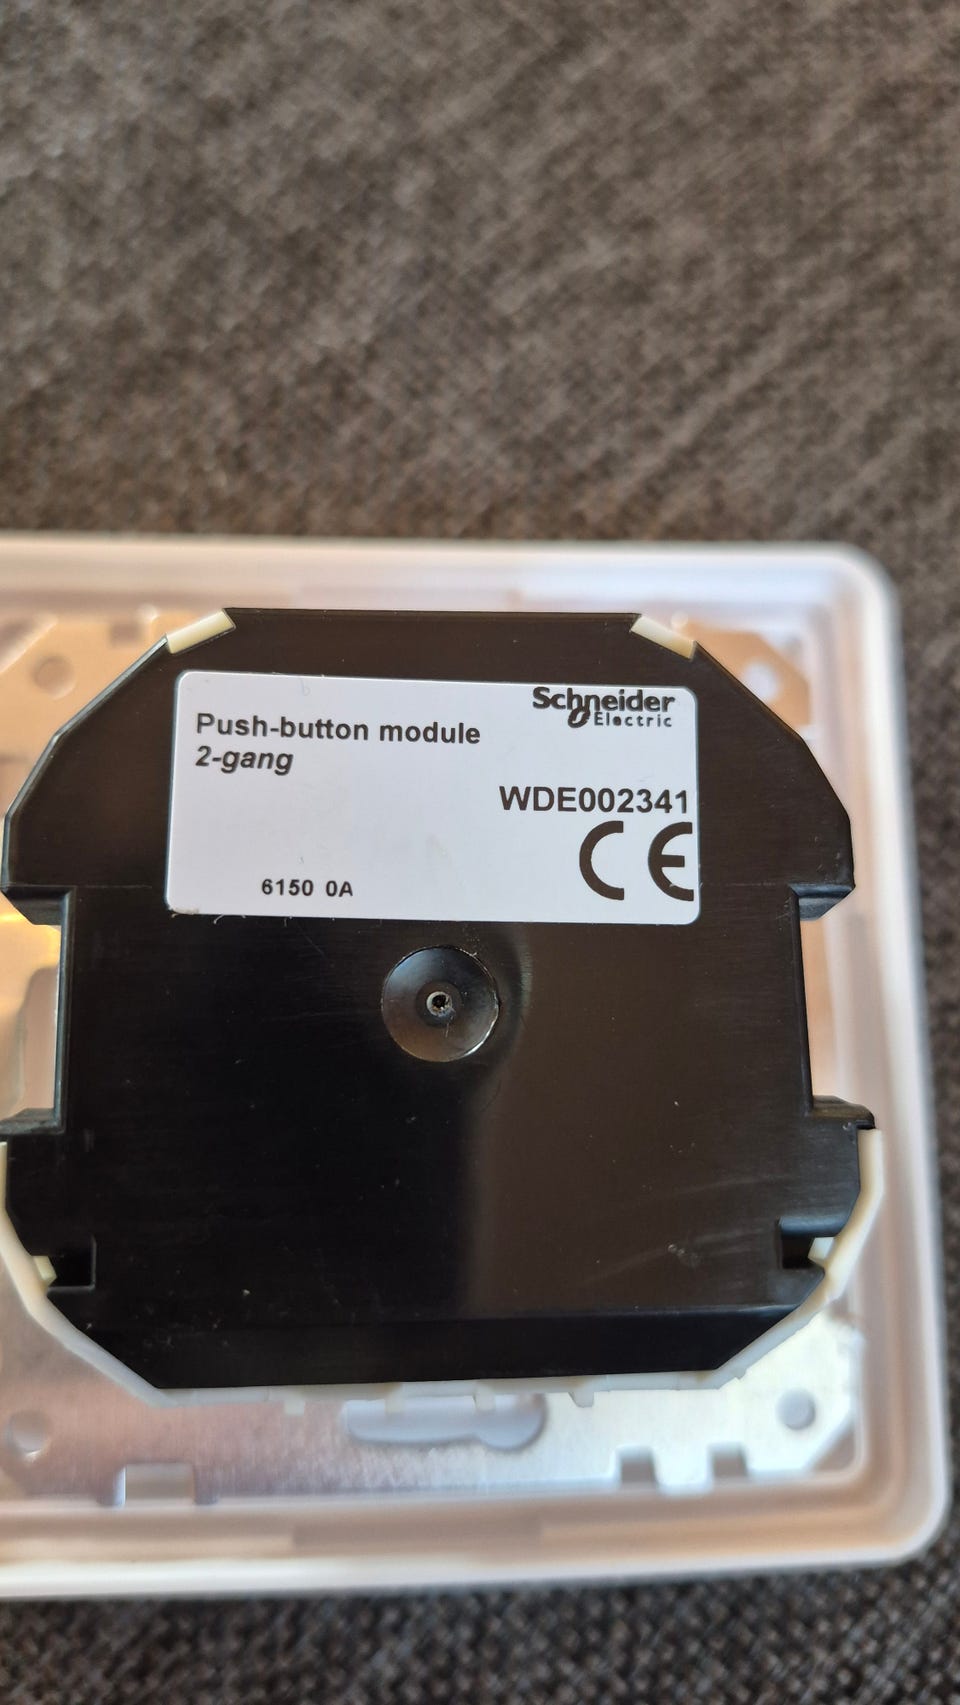 Schneider
Electric
Push-button module
2-gang
WDE002341
CE
6150 0A